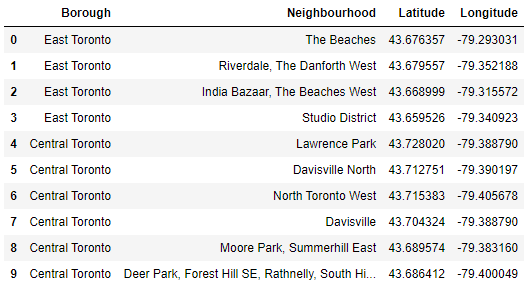 Borough Neighbourhood Latitude Longitude
0 East Toronto The Beaches 43.676357 -79.293031
1 East Toronto Riverdale, The Danforth West 43.679557 -79.352188
2 East Toronto India Bazaar, The Beaches West 43.668999 -79.315572
3 East Toronto Studio District 43.659526 -79.340923
4 Central Toronto Lawrence Park 43.728020 -79.388790
5 Central Toronto Davisville North 43.712751 -79.390197
6 Central Toronto North Toronto West 43.715383 -79.405678
7 Central Toronto Davisville 43.704324 -79.388790
8 Central Toronto Moore Park, Summerhill East 43.689574 -79.383160
9 Central Toronto Deer Park, Forest Hill SE, Rathnelly, South Hi... 43.686412 -79.400049